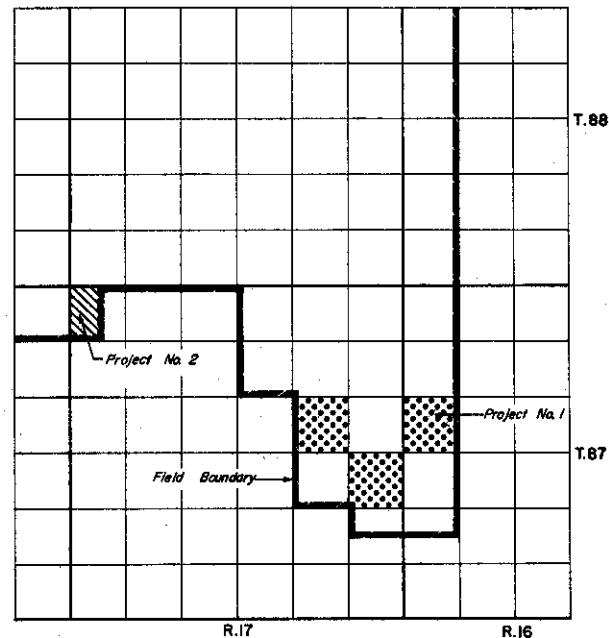 T.88
Project No. 2
Project No. 1
T.87
Field Boundary
R.17
R.16